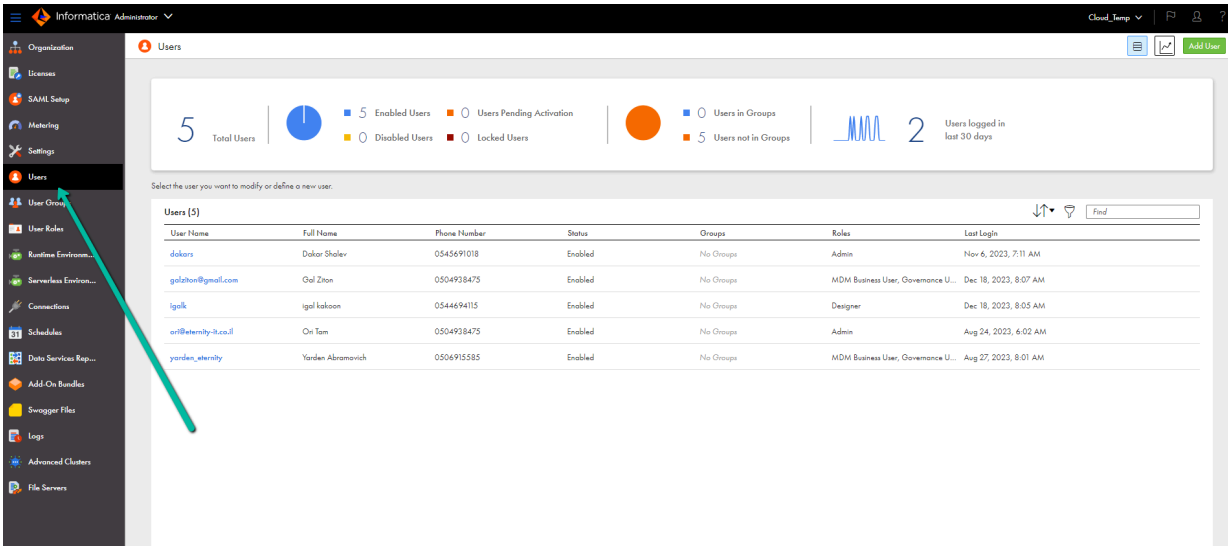 Informatica Administrator
Cloud_Temp
?
Organization
Licenses
SAML Setup
Metering
Settings
Users
User Groups
User Roles
Runtime Environm...
Serverless Environ...
Connections
31 Schedules
Data Services Rep...
Add-On Bundles
Swagger Files
Logs
Advanced Clusters
File Servers
Users
Add User
5 Total Users
5 Enabled Users 0 Users Pending Activation
0 Disabled Users 0 Locked Users
0 Users in Groups
5 Users not in Groups
2 Users logged in
last 30 days
Select the user you want to modify or define a new user.
Users (5)
Find
User Name Full Name Phone Number Status Groups Roles Last Login
dakars Dakar Shalev 0545691018 Enabled No Groups Admin Nov 6, 2023, 7:11 AM
galziton@gmail.com Gal Ziton 0504938475 Enabled No Groups MDM Business User, Governance U... Dec 18, 2023, 8:07 AM
igalk igal kakoon 0544694115 Enabled No Groups Designer Dec 18, 2023, 8:05 AM
ori@eternity-it.co.il Ori Tam 0504938475 Enabled No Groups Admin Aug 24, 2023, 6:02 AM
yarden_eternity Yarden Abramovich 0506915585 Enabled No Groups MDM Business User, Governance U... Aug 27, 2023, 8:01 AM